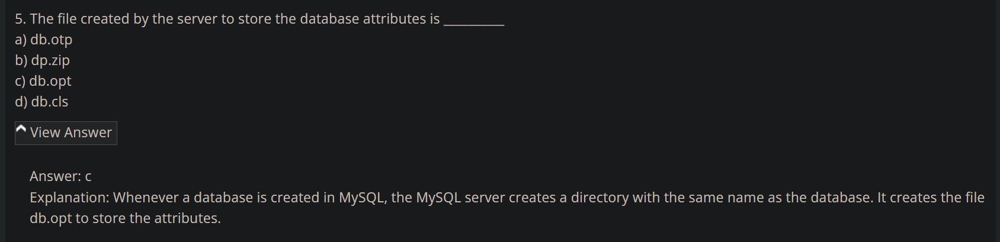 5. The file created by the server to store the database attributes is __________
a) db.otp
b) dp.zip
c) db.opt
d) db.cls
View Answer
Answer: c
Explanation: Whenever a database is created in MySQL, the MySQL server creates a directory with the same name as the database. It creates the file
db.opt to store the attributes.